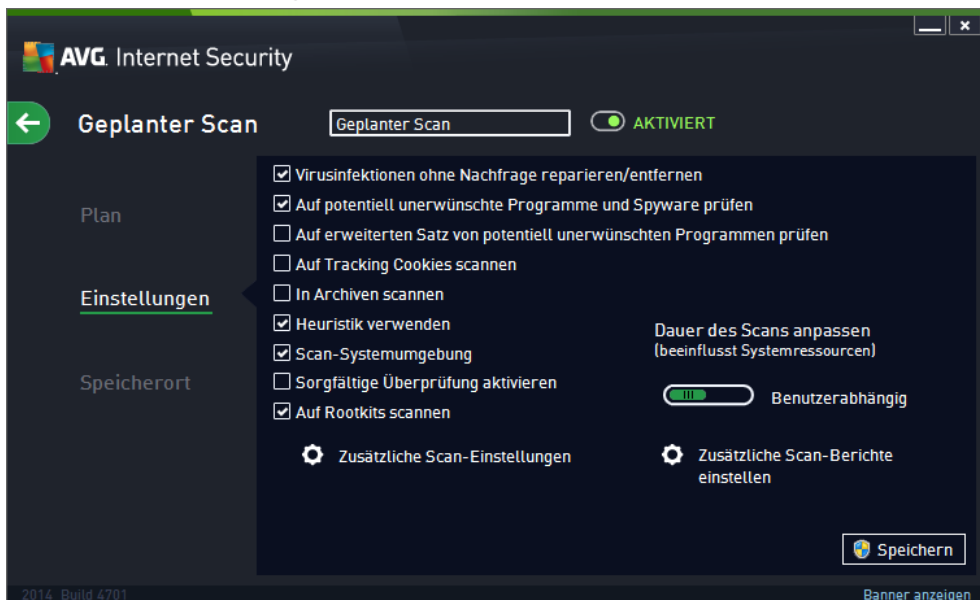 AVG. Internet Security
Geplanter Scan
Geplanter Scan
AKTIVIERT
Plan
Einstellungen
Speicherort
Virusinfektionen ohne Nachfrage reparieren/entfernen
Auf potentiell unerwünschte Programme und Spyware prüfen
Auf erweiterten Satz von potentiell unerwünschten Programmen prüfen
Auf Tracking Cookies scannen
In Archiven scannen
Heuristik verwenden
Scan-Systemumgebung
Sorgfältige Überprüfung aktivieren
Auf Rootkits scannen
Dauer des Scans anpassen
(beeinflusst Systemressourcen)
Benutzerabhängig
Zusätzliche Scan-Einstellungen
Zusätzliche Scan-Berichte
einstellen
Speichern
2014 Build 4701
Banner anzeigen